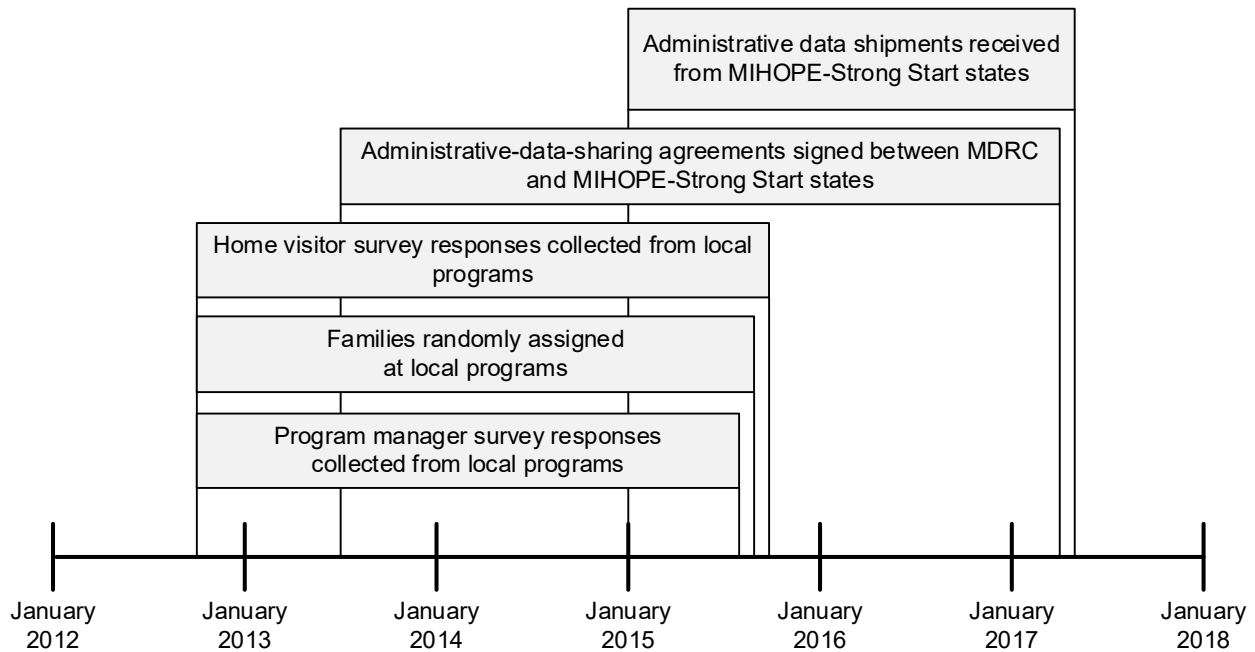 Administrative data shipments received
from MIHOPE-Strong Start states
Administrative-data-sharing agreements signed between MDRC
and MIHOPE-Strong Start states
Home visitor survey responses collected from local
programs
Families randomly assigned
at local programs
Program manager survey responses
collected from local programs
January
2012
January
2013
January
2014
January
2015
January
2016
January
2017
January
2018